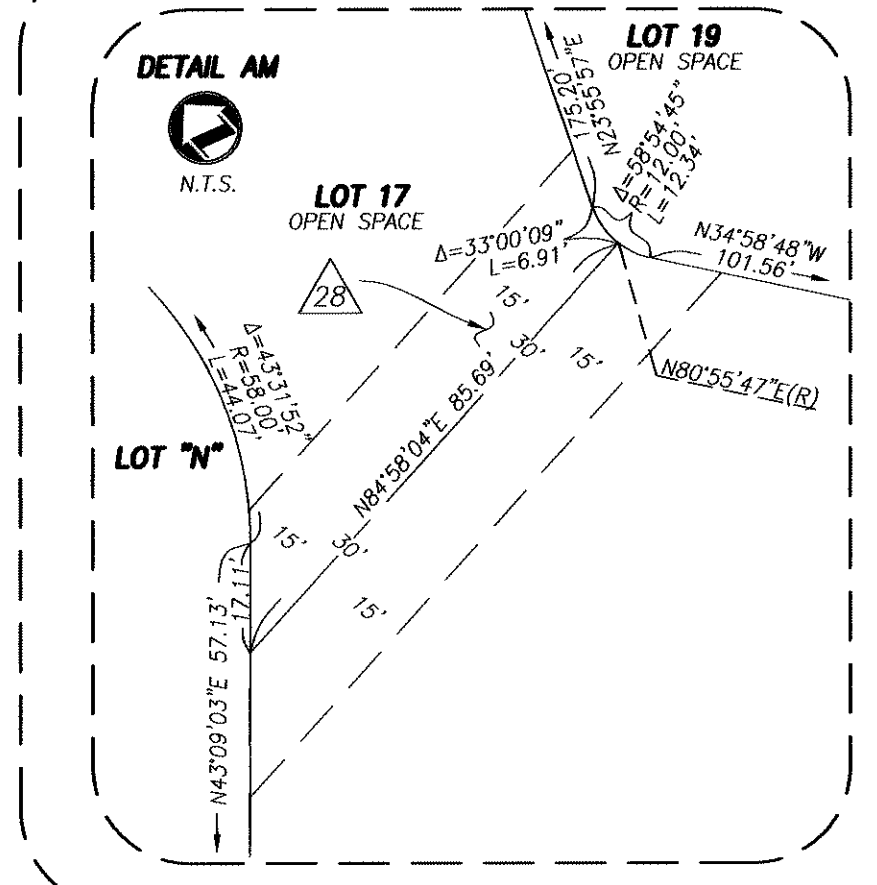 DETAIL AM
N.T.S.
LOT 19
OPEN SPACE
175.20'
N23°55'57"E
Δ=58°54'45"
R=12.00'
L=12.34'
LOT 17
OPEN SPACE
Δ=33°00'09"
L=6.91'
N34°58'48"W
101.56'
28
15'
30'
15'
N80°55'47"E(R)
Δ=43°31'52"
R=58.00'
L=44.07'
LOT "N"
N84°58'04"E 85.69'
15'
30'
15'
17.11'
N43°09'03"E 57.13'